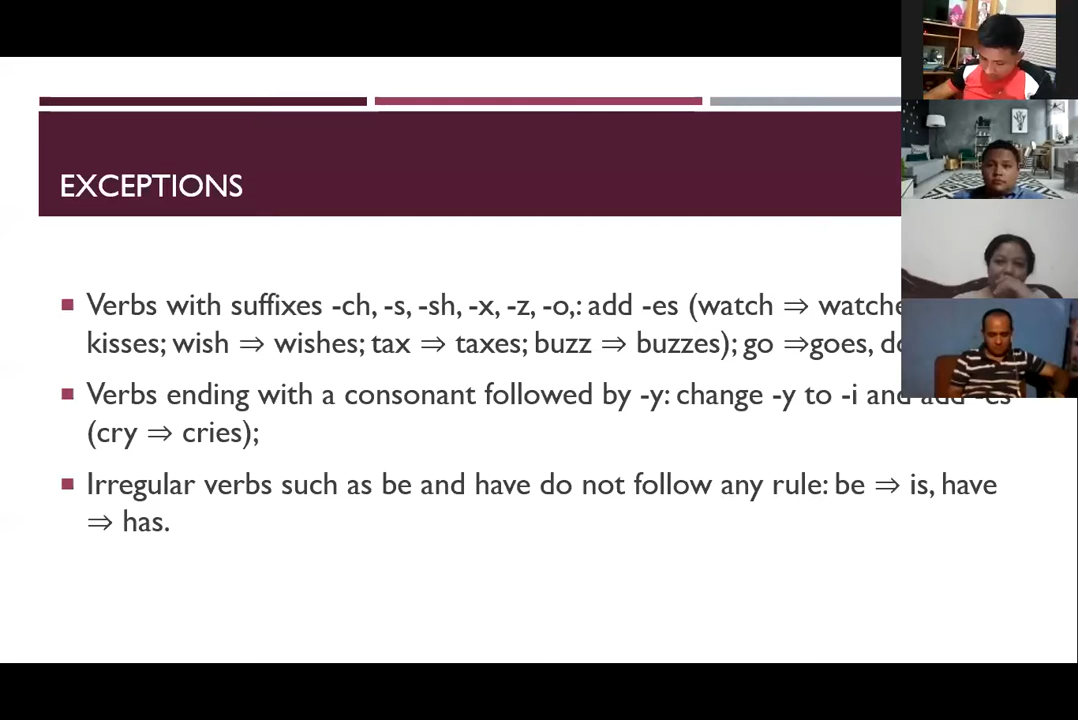 EXCEPTIONS
Verbs with suffixes -ch, -s, -sh, -x, -z, -o,: add -es (watch ⇒
kisses; wish ⇒ wishes; tax ⇒ taxes; buzz ⇒ buzzes); go ⇒goes,
Verbs ending with a consonant followed by -y: change -y to -i and add -es
(cry ⇒ cries);
Irregular verbs such as be and have do not follow any rule: be ⇒ is, have
⇒ has.